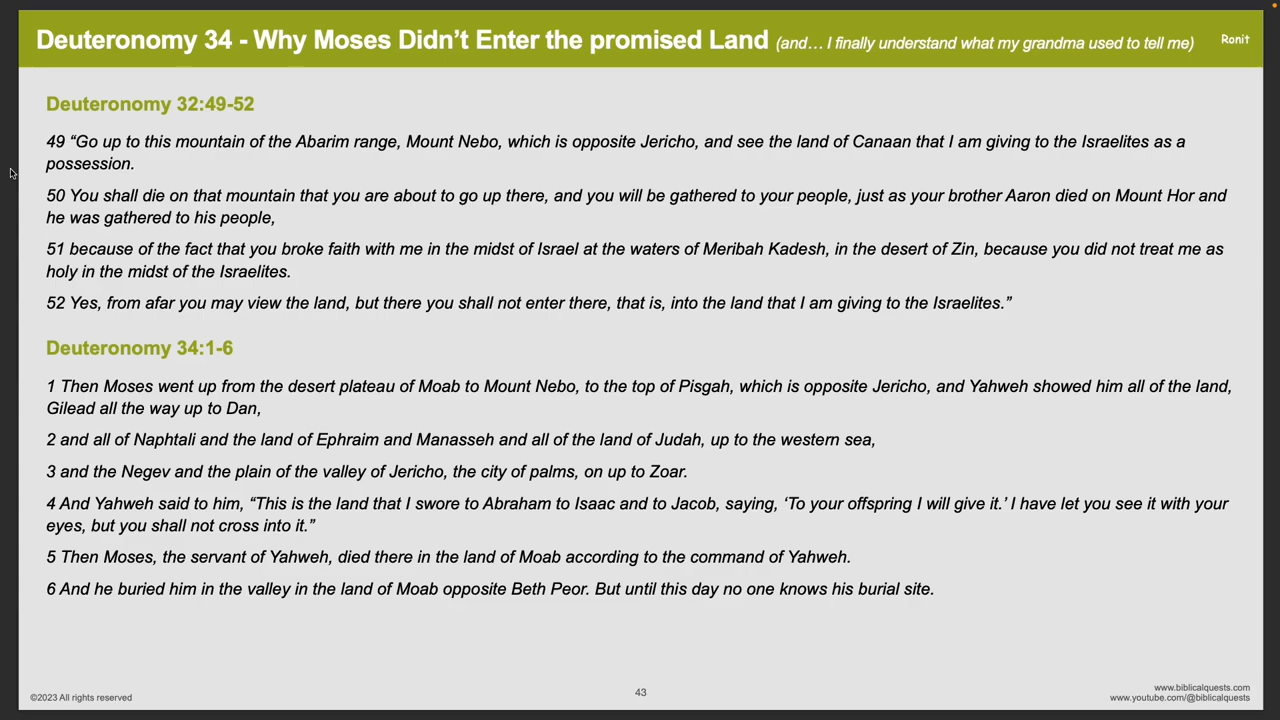 Deuteronomy 34 - Why Moses Didn’t Enter the promised Land (and… I finally understand what my grandma used to tell me) Ronit
Deuteronomy 32:49-52
49 “Go up to this mountain of the Abarim range, Mount Nebo, which is opposite Jericho, and see the land of Canaan that I am giving to the Israelites as a
possession.
50 You shall die on that mountain that you are about to go up there, and you will be gathered to your people, just as your brother Aaron died on Mount Hor and
he was gathered to his people,
51 because of the fact that you broke faith with me in the midst of Israel at the waters of Meribah Kadesh, in the desert of Zin, because you did not treat me as
holy in the midst of the Israelites.
52 Yes, from afar you may view the land, but there you shall not enter there, that is, into the land that I am giving to the Israelites.”
Deuteronomy 34:1-6
1 Then Moses went up from the desert plateau of Moab to Mount Nebo, to the top of Pisgah, which is opposite Jericho, and Yahweh showed him all of the land,
Gilead all the way up to Dan,
2 and all of Naphtali and the land of Ephraim and Manasseh and all of the land of Judah, up to the western sea,
3 and the Negev and the plain of the valley of Jericho, the city of palms, on up to Zoar.
4 And Yahweh said to him, “This is the land that I swore to Abraham to Isaac and to Jacob, saying, ‘To your offspring I will give it.’ I have let you see it with your
eyes, but you shall not cross into it.”
5 Then Moses, the servant of Yahweh, died there in the land of Moab according to the command of Yahweh.
6 And he buried him in the valley in the land of Moab opposite Beth Peor. But until this day no one knows his burial site.
©2023 All rights reserved
43
www.biblicalquests.com
www.youtube.com/@biblicalquests